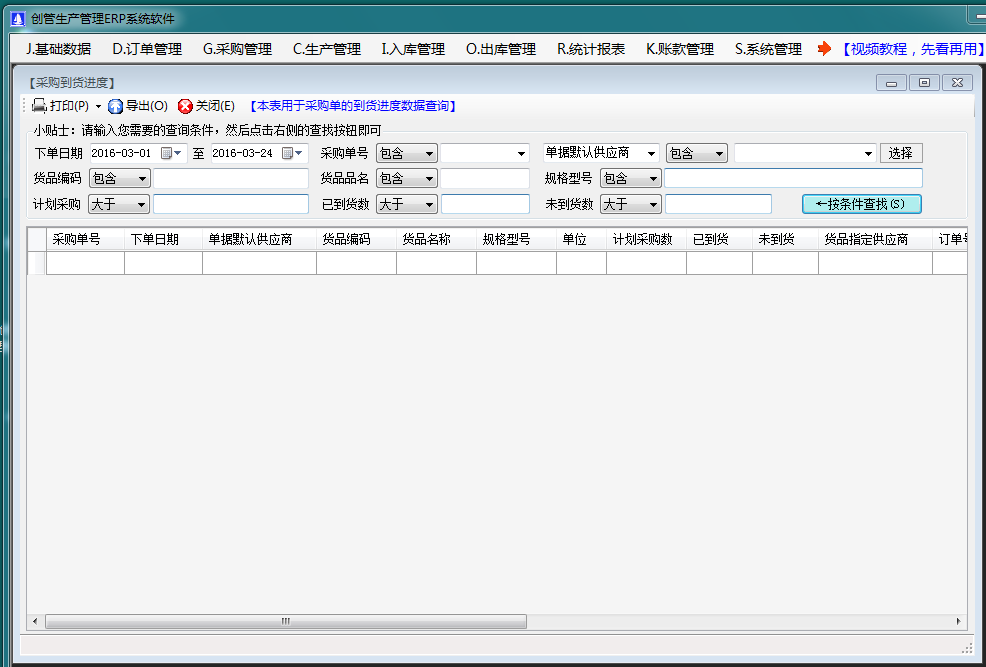 创管生产管理ERP系统软件
J.基础数据 D.订单管理 G.采购管理 C.生产管理 I.入库管理 O.出库管理 R.统计报表 K.账款管理 S.系统管理 【视频教程，先看再用】
【采购到货进度】
打印(P) 导出(O) 关闭(E) 【本表用于采购单的到货进度数据查询】
小贴士：请输入您需要的查询条件，然后点击右侧的查找按钮即可
下单日期 2016-03-01 至 2016-03-24 采购单号 包含 单据默认供应商 包含 选择
货品编码 包含 货品品名 包含 规格型号 包含
计划采购 大于 已到货数 大于 未到货数 大于 ←按条件查找(S)
采购单号 下单日期 单据默认供应商 货品编码 货品名称 规格型号 单位 计划采购数 已到货 未到货 货品指定供应商 订单号